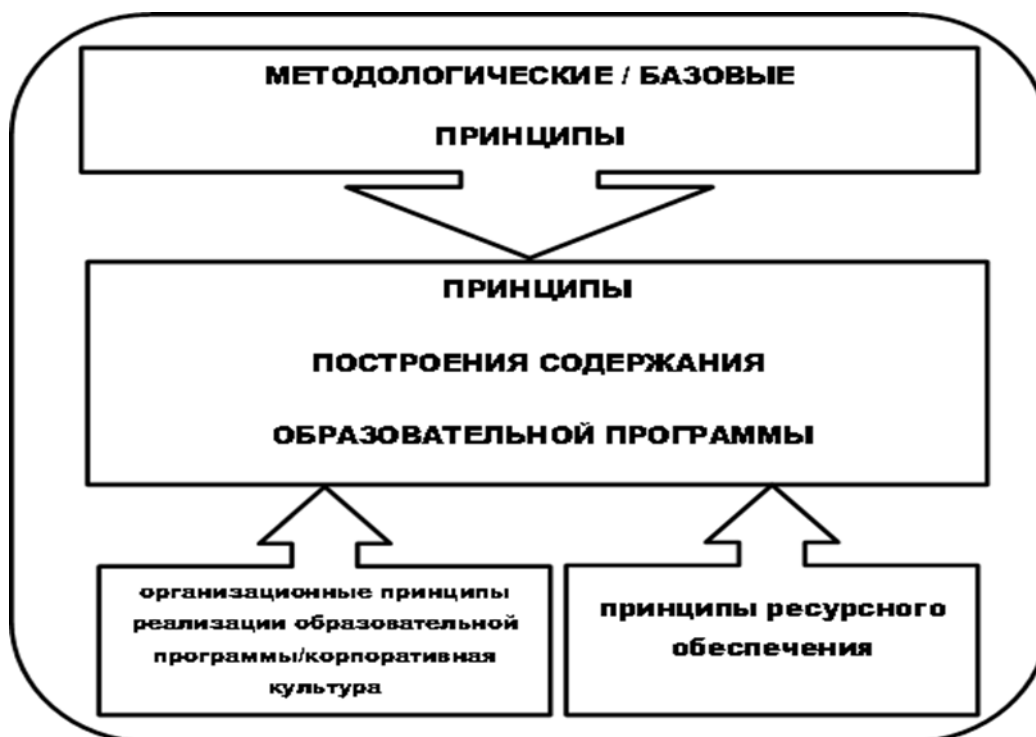 МЕТОДОЛОГИЧЕСКИЕ / БАЗОВЫЕ
ПРИНЦИПЫ
ПРИНЦИПЫ
ПОСТРОЕНИЯ СОДЕРЖАНИЯ
ОБРАЗОВАТЕЛЬНОЙ ПРОГРАММЫ
организационные принципы
реализации образовательной
программы/корпоративная
культура
принципы ресурсного
обеспечения